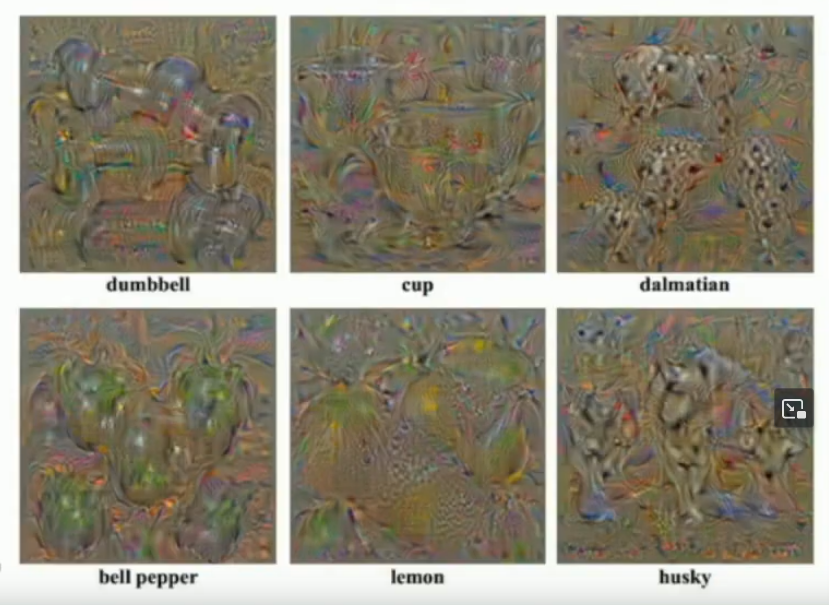 dumbbell
cup
dalmatian
bell pepper
lemon
husky